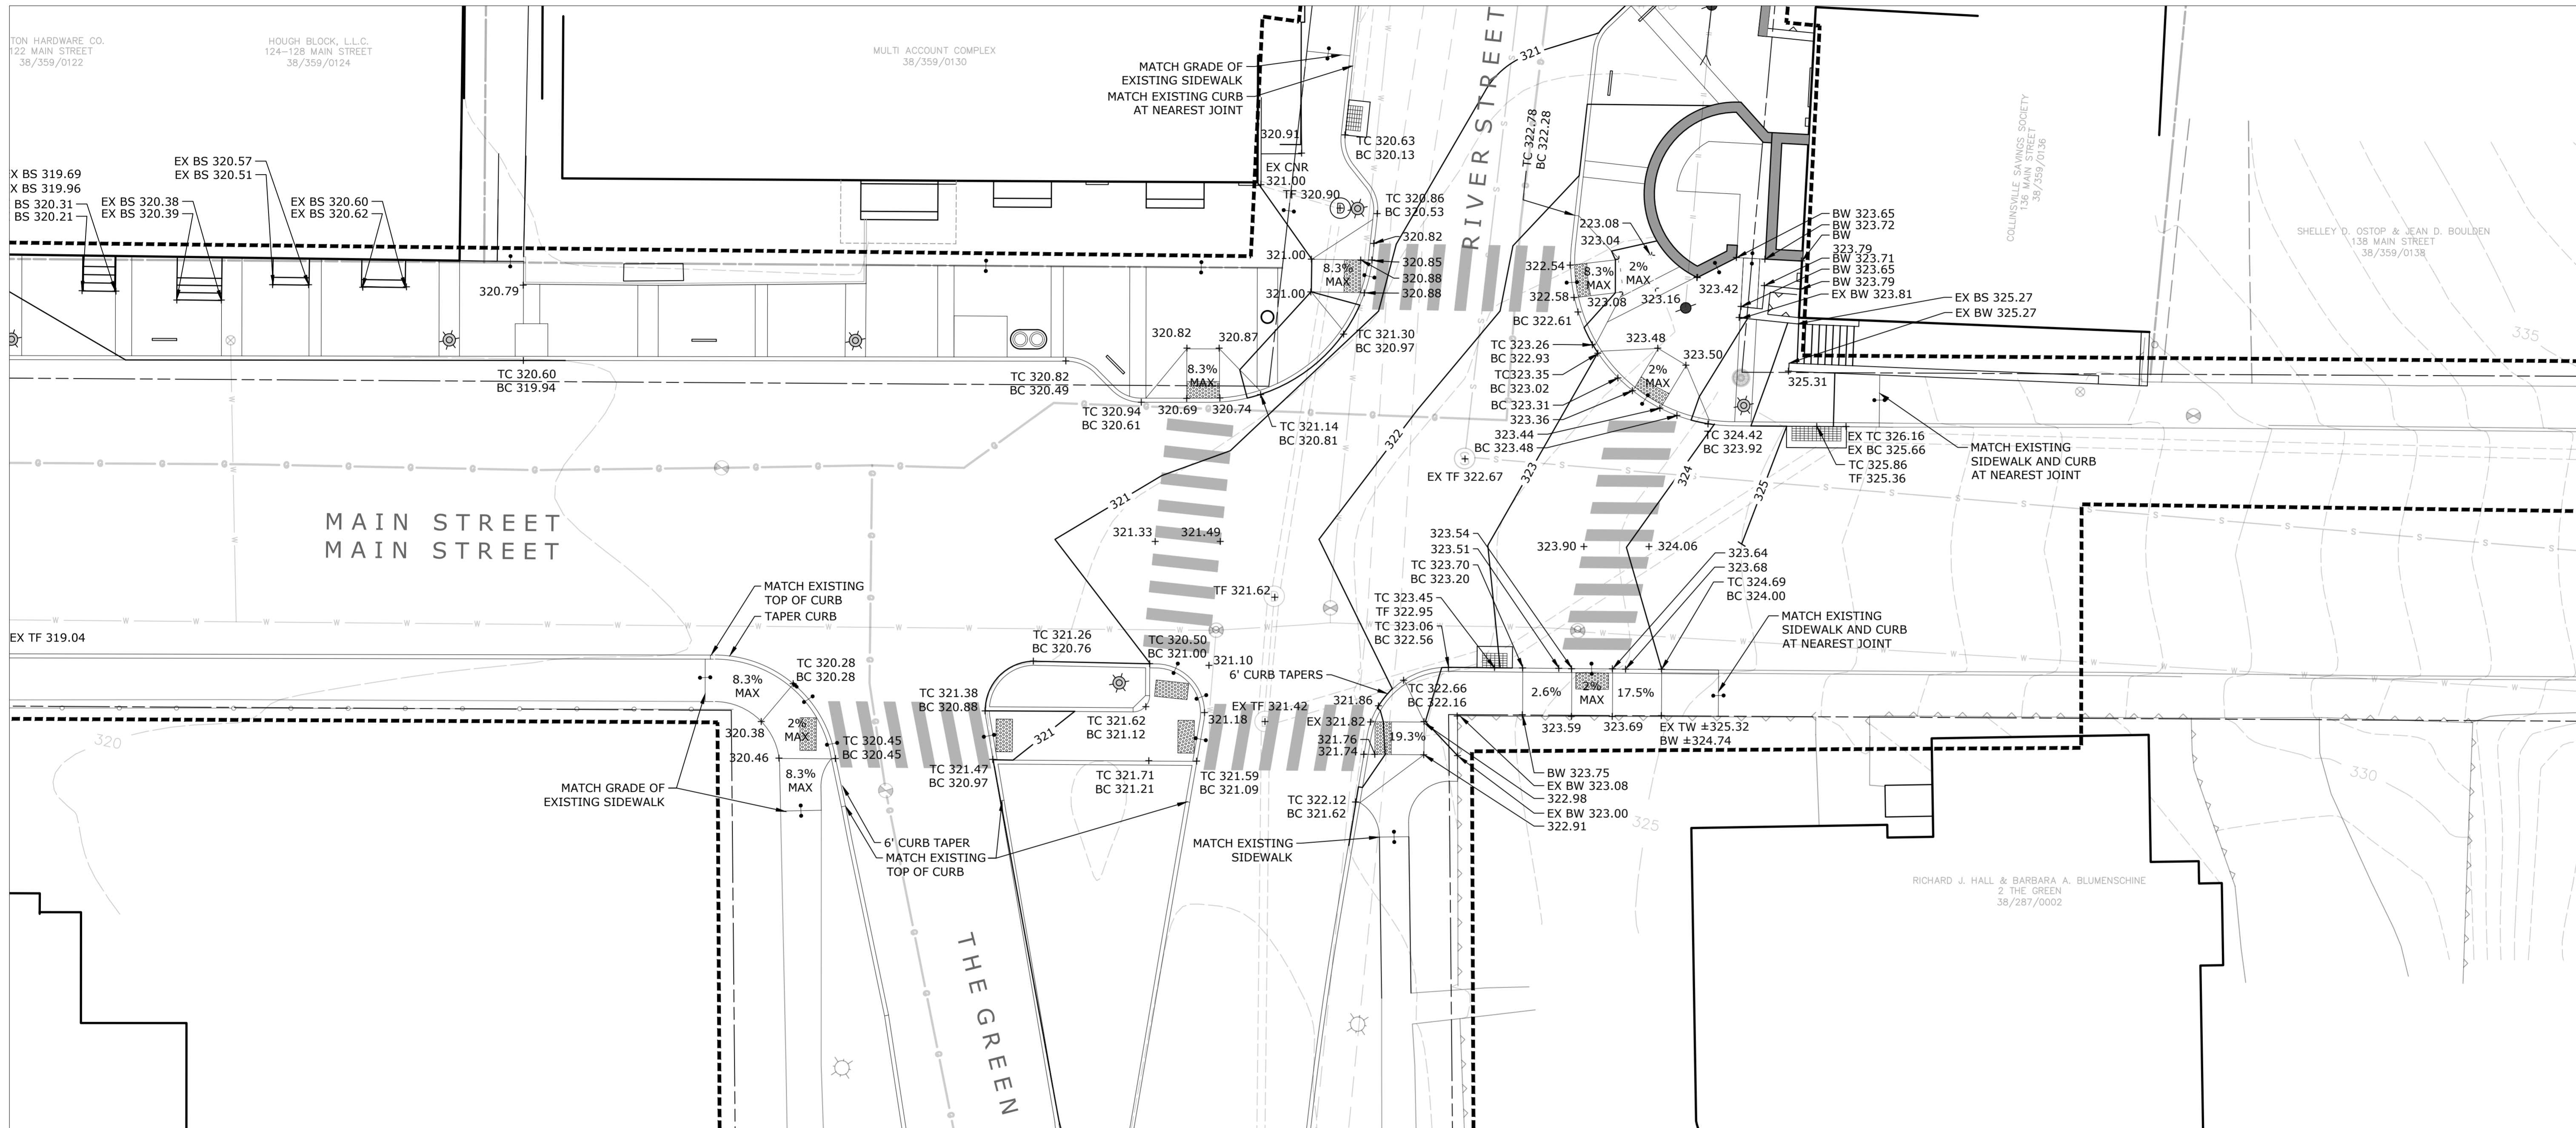 TON HARDWARE CO.
122 MAIN STREET
38/359/0122
HOUGH BLOCK, L.L.C.
124-128 MAIN STREET
38/359/0124
MULTI ACCOUNT COMPLEX
38/359/0130
MATCH GRADE OF
EXISTING SIDEWALK
MATCH EXISTING CURB
AT NEAREST JOINT
RIVER STREET
321
TC 322.78
BC 322.28
COLLINSVILLE SAVINGS SOCIETY
136 MAIN STREET
38/359/0136
SHELLEY D. OSTOP & JEAN D. BOULDEN
138 MAIN STREET
38/359/0138
X BS 319.69
X BS 319.96
BS 320.31
BS 320.21
EX BS 320.57
EX BS 320.51
EX BS 320.38
EX BS 320.39
EX BS 320.60
EX BS 320.62
320.91
EX CNR
321.00
TF 320.90
D
TC 320.63
BC 320.13
TC 320.86
BC 320.53
320.82
320.85
320.88
320.88
321.00
321.00
8.3%
MAX
TC 321.30
BC 320.97
223.08
323.04
322.54
8.3%
MAX
2%
MAX
322.58
323.08
323.16
323.42
BC 322.61
BW 323.65
BW 323.72
BW
323.79
BW 323.71
BW 323.65
BW 323.79
EX BW 323.81
EX BS 325.27
EX BW 325.27
335
320.79
320.82
320.87
8.3%
MAX
TC 320.60
BC 319.94
TC 320.82
BC 320.49
TC 320.94
BC 320.61
320.69
320.74
TC 321.14
BC 320.81
TC 323.26
BC 322.93
TC323.35
BC 323.02
BC 323.31
323.36
323.44
BC 323.48
323.48
323.50
2%
MAX
325.31
TC 324.42
BC 323.92
EX TC 326.16
EX BC 325.66
TC 325.86
TF 325.36
MATCH EXISTING
SIDEWALK AND CURB
AT NEAREST JOINT
322
EX TF 322.67
323
324
325
321
MAIN STREET
MAIN STREET
321.33
321.49
323.54
323.51
TC 323.70
BC 323.20
323.90
324.06
323.64
323.68
TC 324.69
BC 324.00
MATCH EXISTING
TOP OF CURB
TAPER CURB
TF 321.62
TC 323.45
TF 322.95
TC 323.06
BC 322.56
MATCH EXISTING
SIDEWALK AND CURB
AT NEAREST JOINT
EX TF 319.04
TC 321.26
BC 320.76
TC 320.50
BC 321.00
321.10
6' CURB TAPERS
TC 320.28
BC 320.28
8.3%
MAX
TC 321.38
BC 320.88
321.86
TC 322.66
BC 322.16
2.6%
2%
MAX
17.5%
EX TF 321.42
321.18
EX 321.82
321.76
321.74
19.3%
323.59
323.69
EX TW ±325.32
BW ±324.74
320
320.38
2%
MAX
320.46
TC 320.45
BC 320.45
8.3%
MAX
TC 321.62
BC 321.12
321
TC 321.47
BC 320.97
TC 321.71
BC 321.21
TC 321.59
BC 321.09
BW 323.75
EX BW 323.08
322.98
EX BW 323.00
322.91
330
MATCH GRADE OF
EXISTING SIDEWALK
TC 322.12
BC 321.62
325
6' CURB TAPER
MATCH EXISTING
TOP OF CURB
MATCH EXISTING
SIDEWALK
THE GREEN
RICHARD J. HALL & BARBARA A. BLUMENSCHINE
2 THE GREEN
38/287/0002